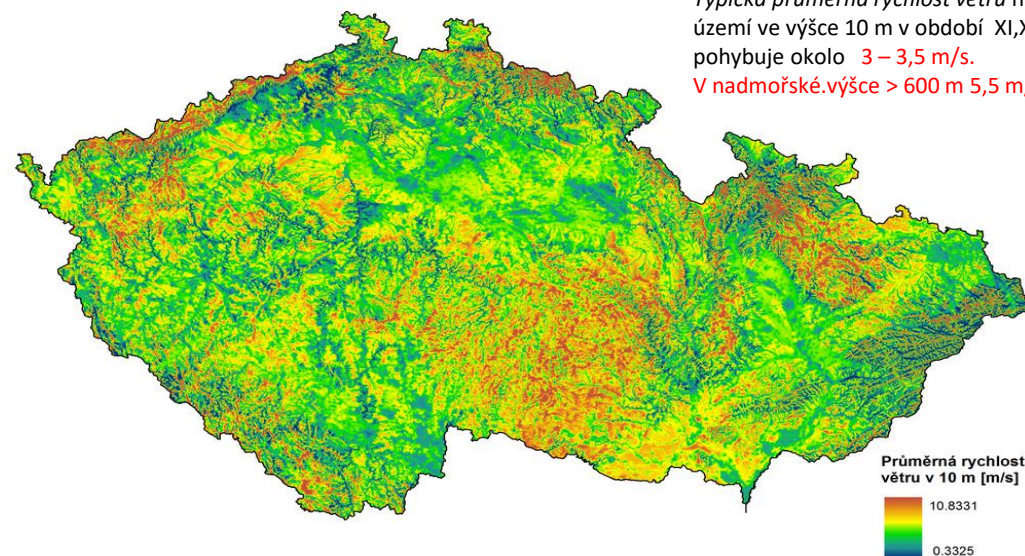 Typická průměrná rychlost větru n
území ve výšce 10 m v období XI,X
pohybuje okolo 3 – 3,5 m/s.
V nadmořské.výšce > 600 m 5,5 m/
Průměrná rychlost
větru v 10 m [m/s]
10.8331
0.3325